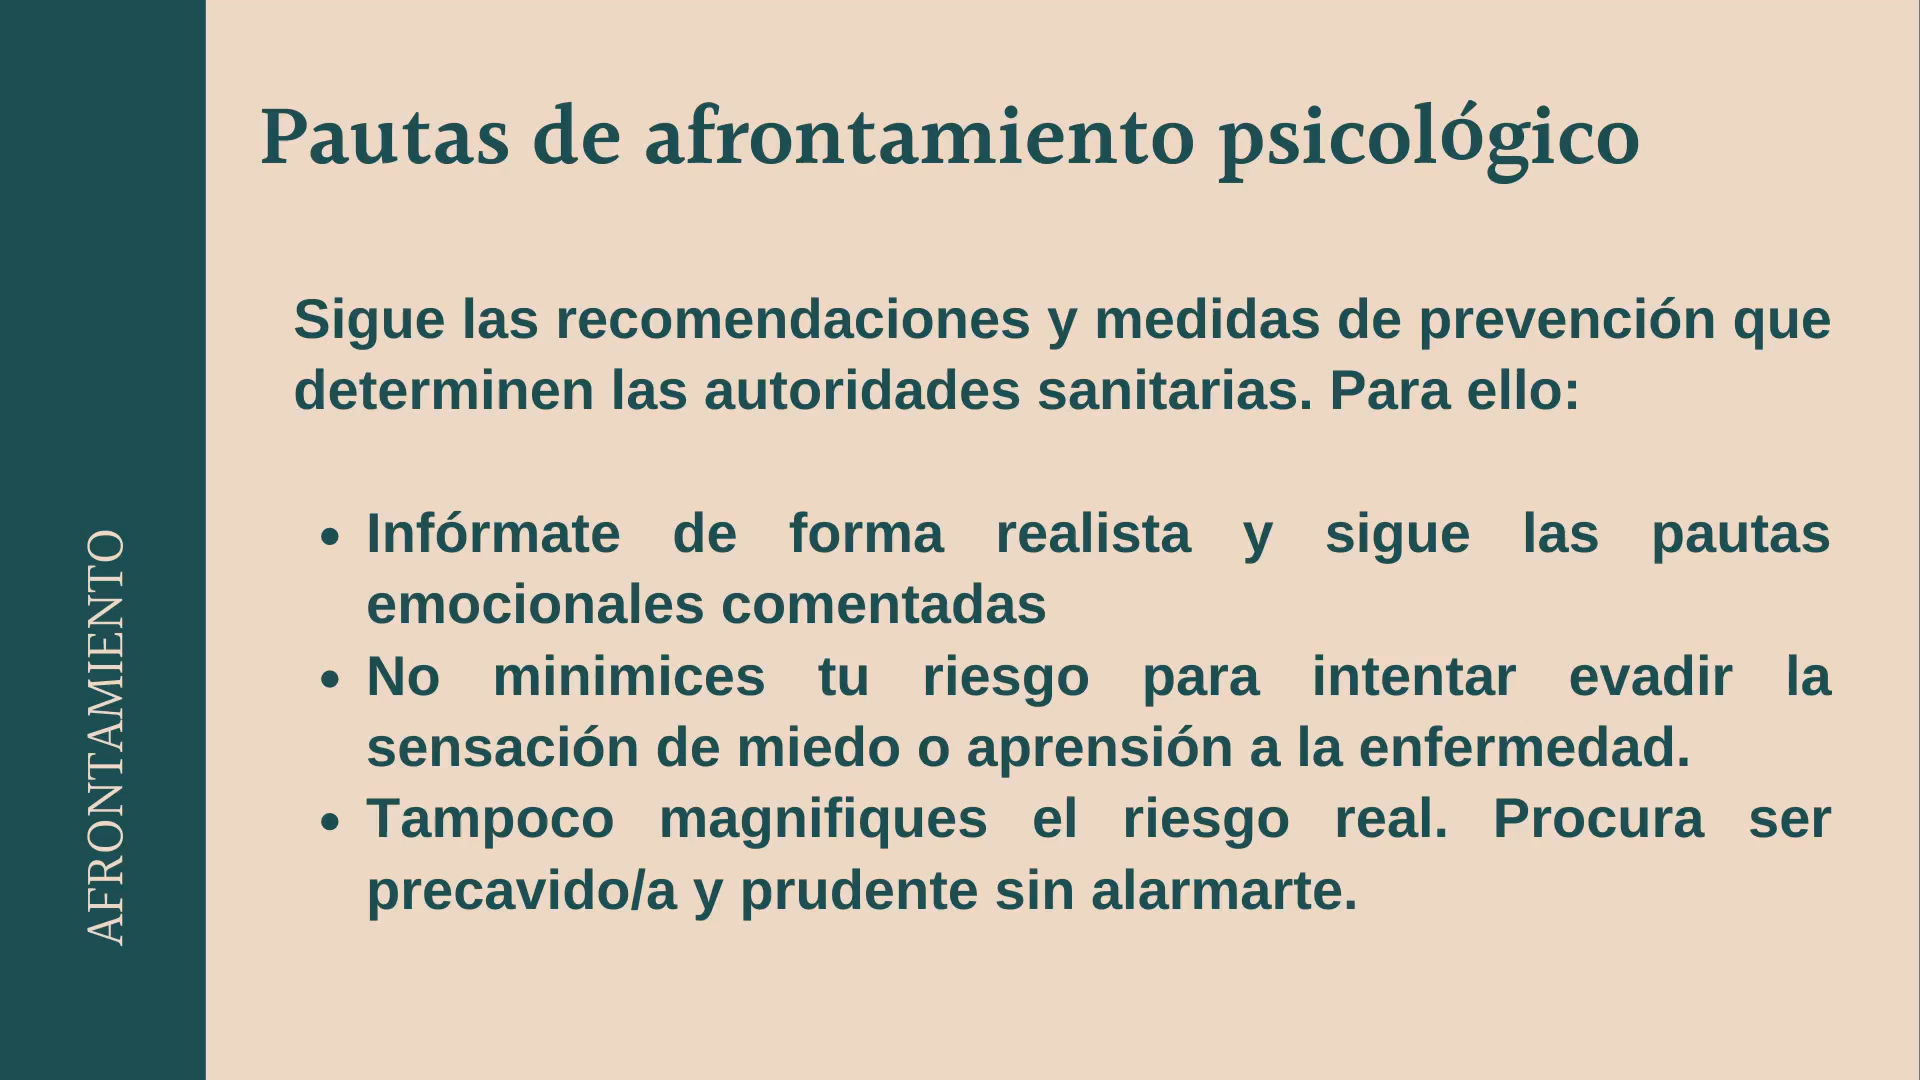 Pautas de afrontamiento psicológico
Sigue las recomendaciones y medidas de prevención que
determinen las autoridades sanitarias. Para ello:
• Infórmate de forma realista y sigue las pautas
emocionales comentadas
• No minimices tu riesgo para intentar evadir la
sensación de miedo o aprensión a la enfermedad.
• Tampoco magnifiques el riesgo real. Procura ser
precavido/a y prudente sin alarmarte.
AFRONTAMIENTO